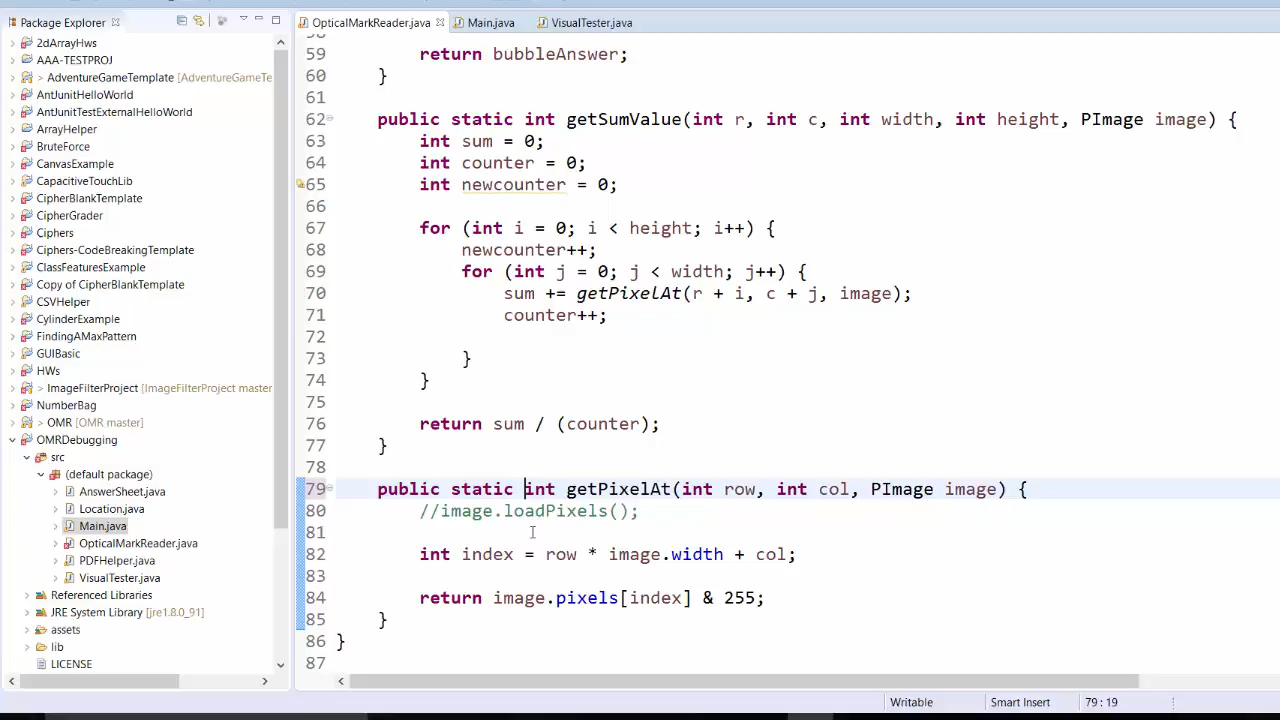 Package Explorer
OpticalMarkReader.java
Main.java
VisualTester.java
2dArrayHws
AAA-TESTPROJ
> AdventureGameTemplate [AdventureGameTe
AntJunitHelloWorld
AntJunitTestExternalHelloWorld
ArrayHelper
BruteForce
CanvasExample
CapacitiveTouchLib
CipherBlankTemplate
CipherGrader
Ciphers
Ciphers-CodeBreakingTemplate
ClassFeaturesExample
Copy of CipherBlankTemplate
CSVHelper
CylinderExample
FindingAMaxPattern
GUIBasic
HWs
> ImageFilterProject [ImageFilterProject master
NumberBag
> OMR [OMR master]
OMRDebugging
src
(default package)
AnswerSheet.java
Location.java
Main.java
OpticalMarkReader.java
PDFHelper.java
VisualTester.java
Referenced Libraries
JRE System Library [jre1.8.0_91]
assets
lib
LICENSE
59 return bubbleAnswer;
60 }
61
62 public static int getSumValue(int r, int c, int width, int height, PImage image) {
63 int sum = 0;
64 int counter = 0;
65 int newcounter = 0;
66
67 for (int i = 0; i < height; i++) {
68 newcounter++;
69 for (int j = 0; j < width; j++) {
70 sum += getPixelAt(r + i, c + j, image);
71 counter++;
72
73 }
74 }
75
76 return sum / (counter);
77 }
78
79 public static int getPixelAt(int row, int col, PImage image) {
80 //image.loadPixels();
81
82 int index = row * image.width + col;
83
84 return image.pixels[index] & 255;
85 }
86 }
87
Writable
Smart Insert
79 : 19